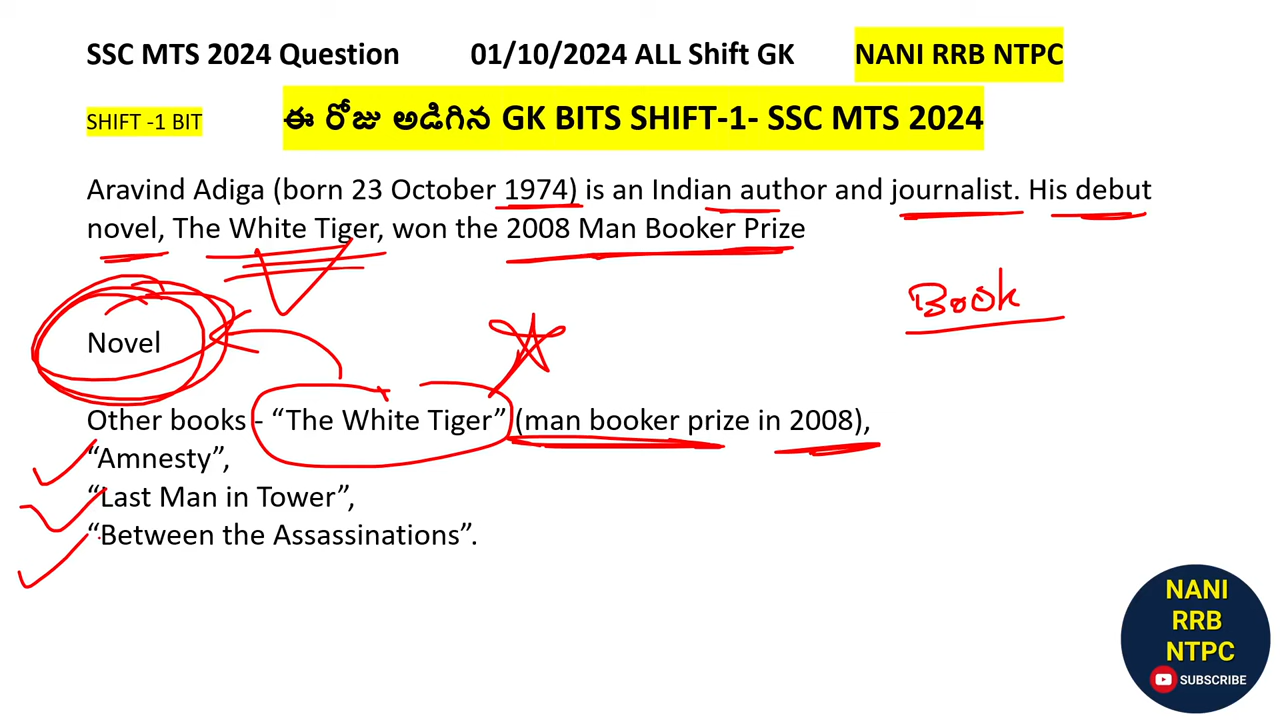 SSC MTS 2024 Question 01/10/2024 ALL Shift GK NANI RRB NTPC
SHIFT -1 BIT ఈ రోజు అడిగిన GK BITS SHIFT-1- SSC MTS 2024
Aravind Adiga (born 23 October 1974) is an Indian author and journalist. His debut
novel, The White Tiger, won the 2008 Man Booker Prize
Book
Novel
Other books - “The White Tiger” (man booker prize in 2008),
“Amnesty”,
“Last Man in Tower”,
“Between the Assassinations”.
NANI
RRB
NTPC
SUBSCRIBE